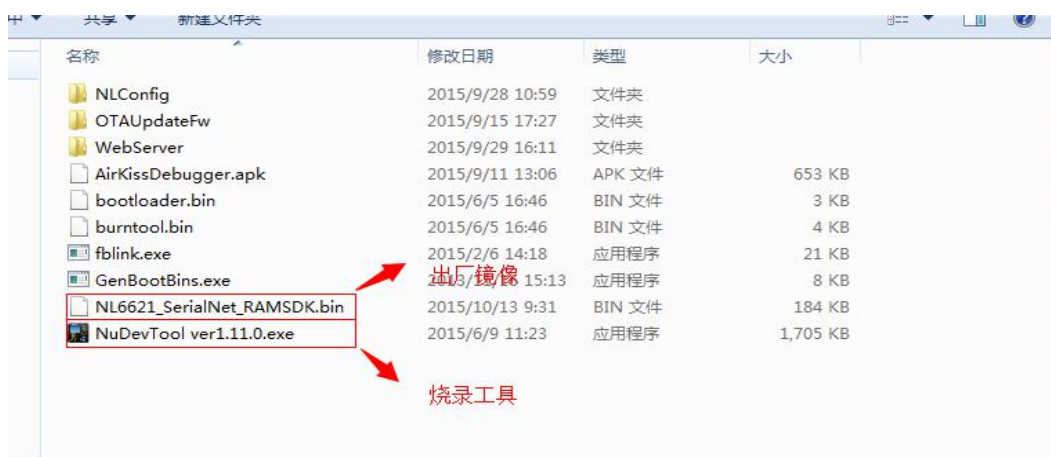 共享 新建文件夹
名称 修改日期 类型 大小
NLConfig 2015/9/28 10:59 文件夹
OTAUpdateFw 2015/9/15 17:27 文件夹
WebServer 2015/9/29 16:11 文件夹
AirKissDebugger.apk 2015/9/11 13:06 APK 文件 653 KB
bootloader.bin 2015/6/5 16:46 BIN 文件 3 KB
burntool.bin 2015/6/5 16:46 BIN 文件 4 KB
fblink.exe 2015/2/6 14:18 应用程序 21 KB
出厂镜像
GenBootBins.exe 15:13 应用程序 8 KB
NL6621_SerialNet_RAMSDK.bin 2015/10/13 9:31 BIN 文件 184 KB
NuDevTool ver1.11.0.exe 2015/6/9 11:23 应用程序 1,705 KB
烧录工具